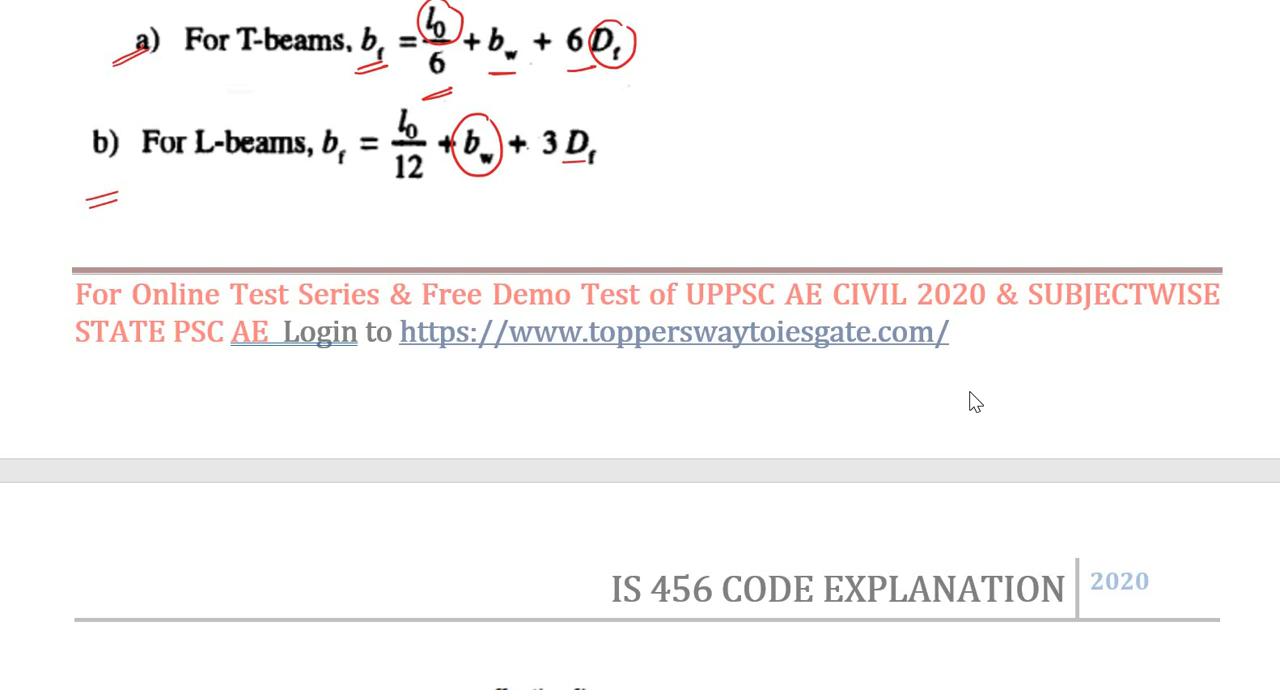 a) For T-beams, b_f = l_0/6 + b_w + 6 D_f
b) For L-beams, b_f = l_0/12 + b_w + 3 D_f
For Online Test Series & Free Demo Test of UPPSC AE CIVIL 2020 & SUBJECTWISE
STATE PSC AE Login to https://www.topperswaytoiesgate.com/
IS 456 CODE EXPLANATION 2020